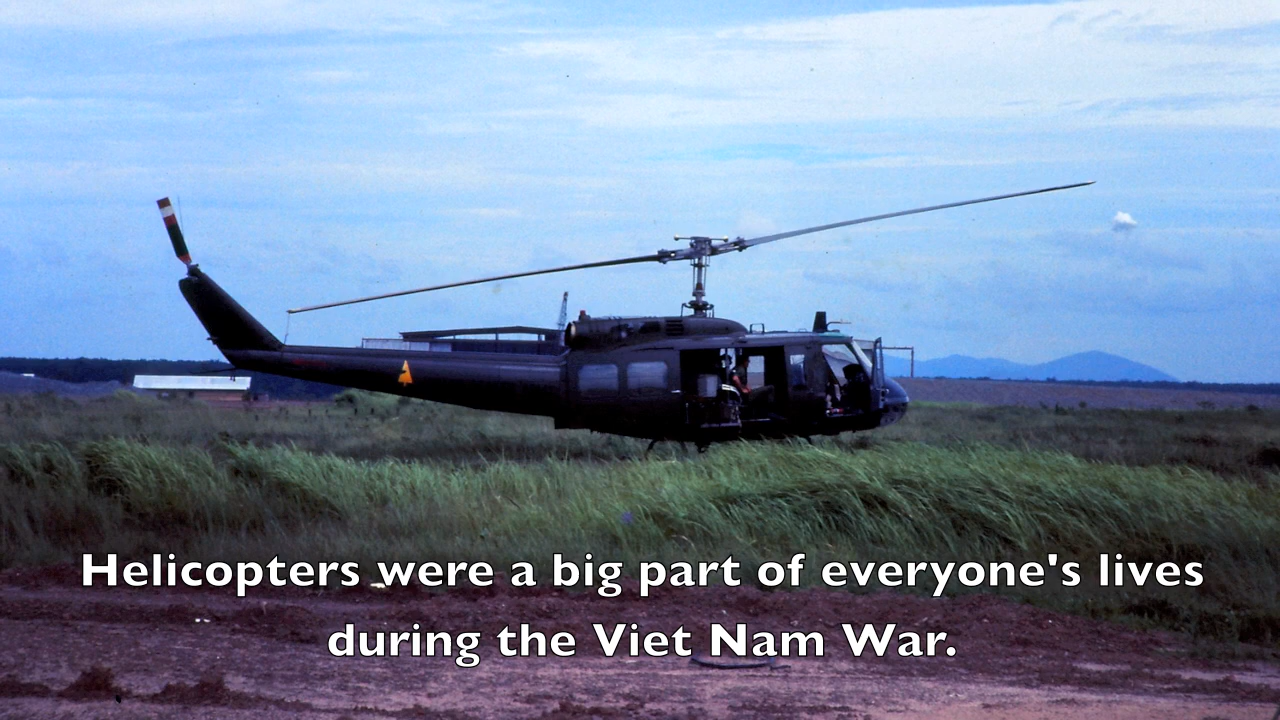 Helicopters were a big part of everyone's lives
during the Viet Nam War.